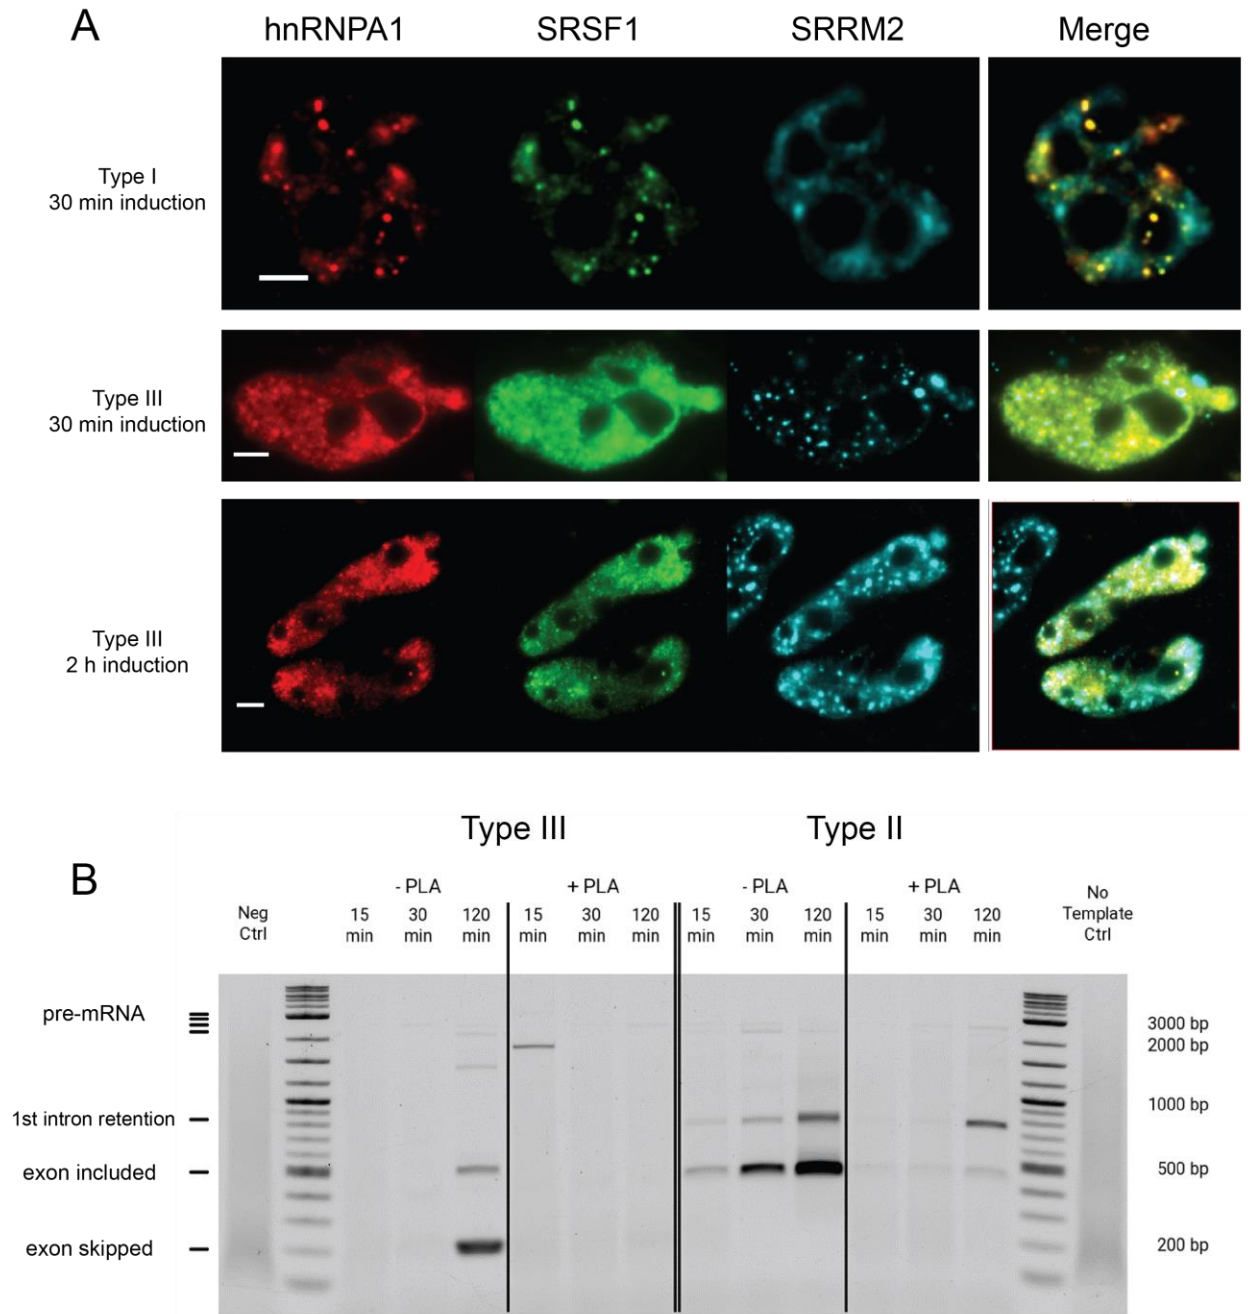 A
hnRNPA1 SRSF1 SRRM2 Merge
Type I
30 min induction
Type III
30 min induction
Type III
2 h induction
B
Type III Type II
- PLA + PLA - PLA + PLA
Neg
Ctrl
15
min
30
min
120
min
15
min
30
min
120
min
15
min
30
min
120
min
15
min
30
min
120
min
No
Template
Ctrl
pre-mRNA
1st intron retention
exon included
exon skipped
3000 bp
2000 bp
1000 bp
500 bp
200 bp